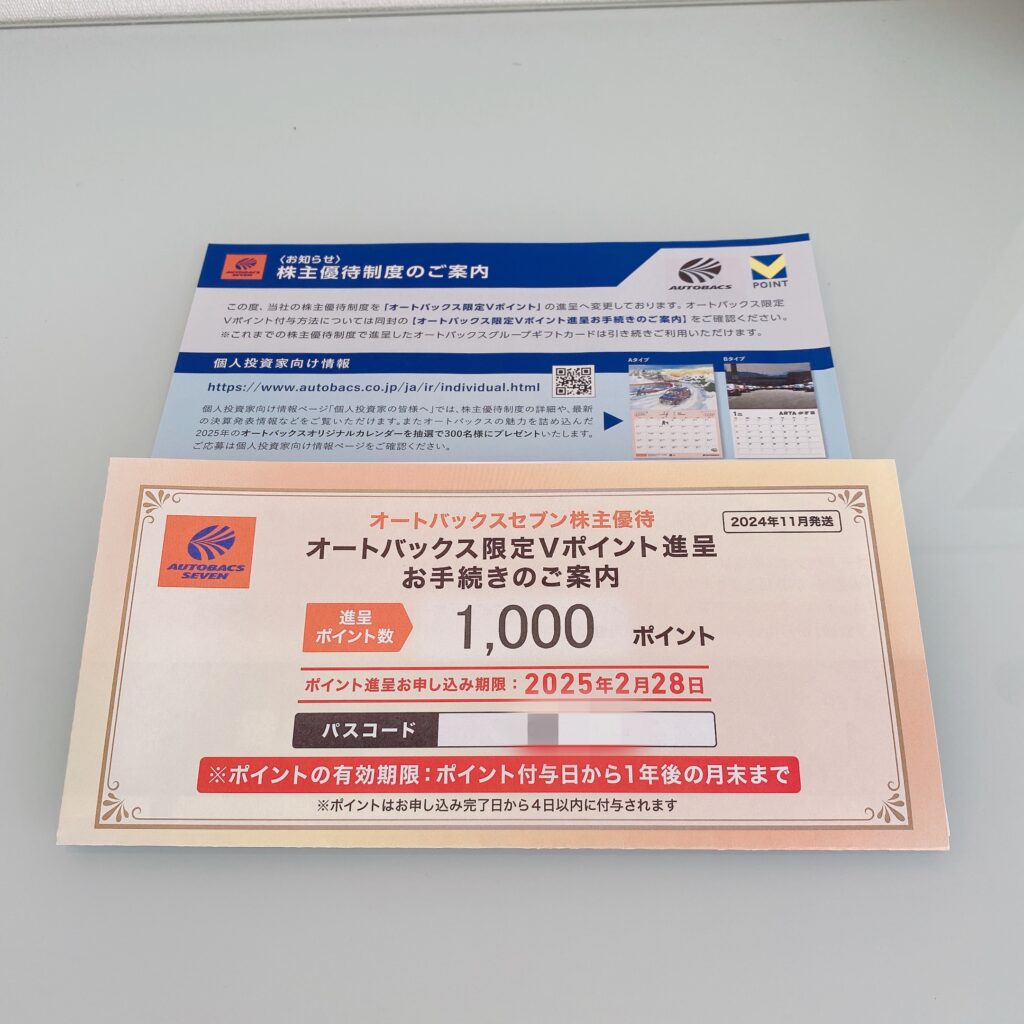 AUTOBACS
SEVEN
〈お知らせ〉
株主優待制度のご案内
AUTOBACS
V
POINT
この度、当社の株主優待制度を「オートバックス限定Vポイント」の進呈へ変更しております。オートバックス限定
Vポイント付与方法については同封の【オートバックス限定Vポイント進呈お手続きのご案内】をご確認ください。
※これまでの株主優待制度で進呈したオートバックスグループギフトカードは引き続きご利用いただけます。
個人投資家向け情報
https://www.autobacs.co.jp/ja/ir/individual.html
個人投資家向け情報ページ「個人投資家の皆様へ」では、株主優待制度の詳細や、最新
の決算発表情報などをご覧いただけます。またオートバックスの魅力を詰め込んだ
2025年のオートバックスオリジナルカレンダーを抽選で300名様にプレゼントいたします。
ご応募は個人投資家向け情報ページをご確認ください。
Aタイプ
Bタイプ
AUTOBACS
SEVEN
オートバックスセブン株主優待
2024年11月発送
オートバックス限定Vポイント進呈
お手続きのご案内
進呈
ポイント数
1,000 ポイント
ポイント進呈お申し込み期限：2025年2月28日
パスコード
※ポイントの有効期限：ポイント付与日から1年後の月末まで
※ポイントはお申し込み完了日から4日以内に付与されます